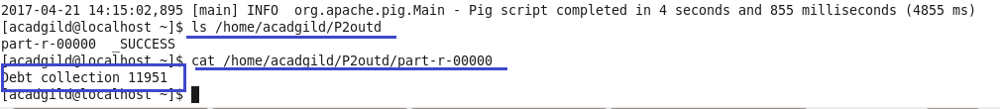 2017-04-21 14:15:02,895 [main] INFO  org.apache.pig.Main - Pig script completed in 4 seconds and 855 milliseconds (4855 ms)
[acadgild@localhost ~]$ ls /home/acadgild/P2outd
part-r-00000  _SUCCESS
[acadgild@localhost ~]$ cat /home/acadgild/P2outd/part-r-00000
Debt collection 11951
[acadgild@localhost ~]$